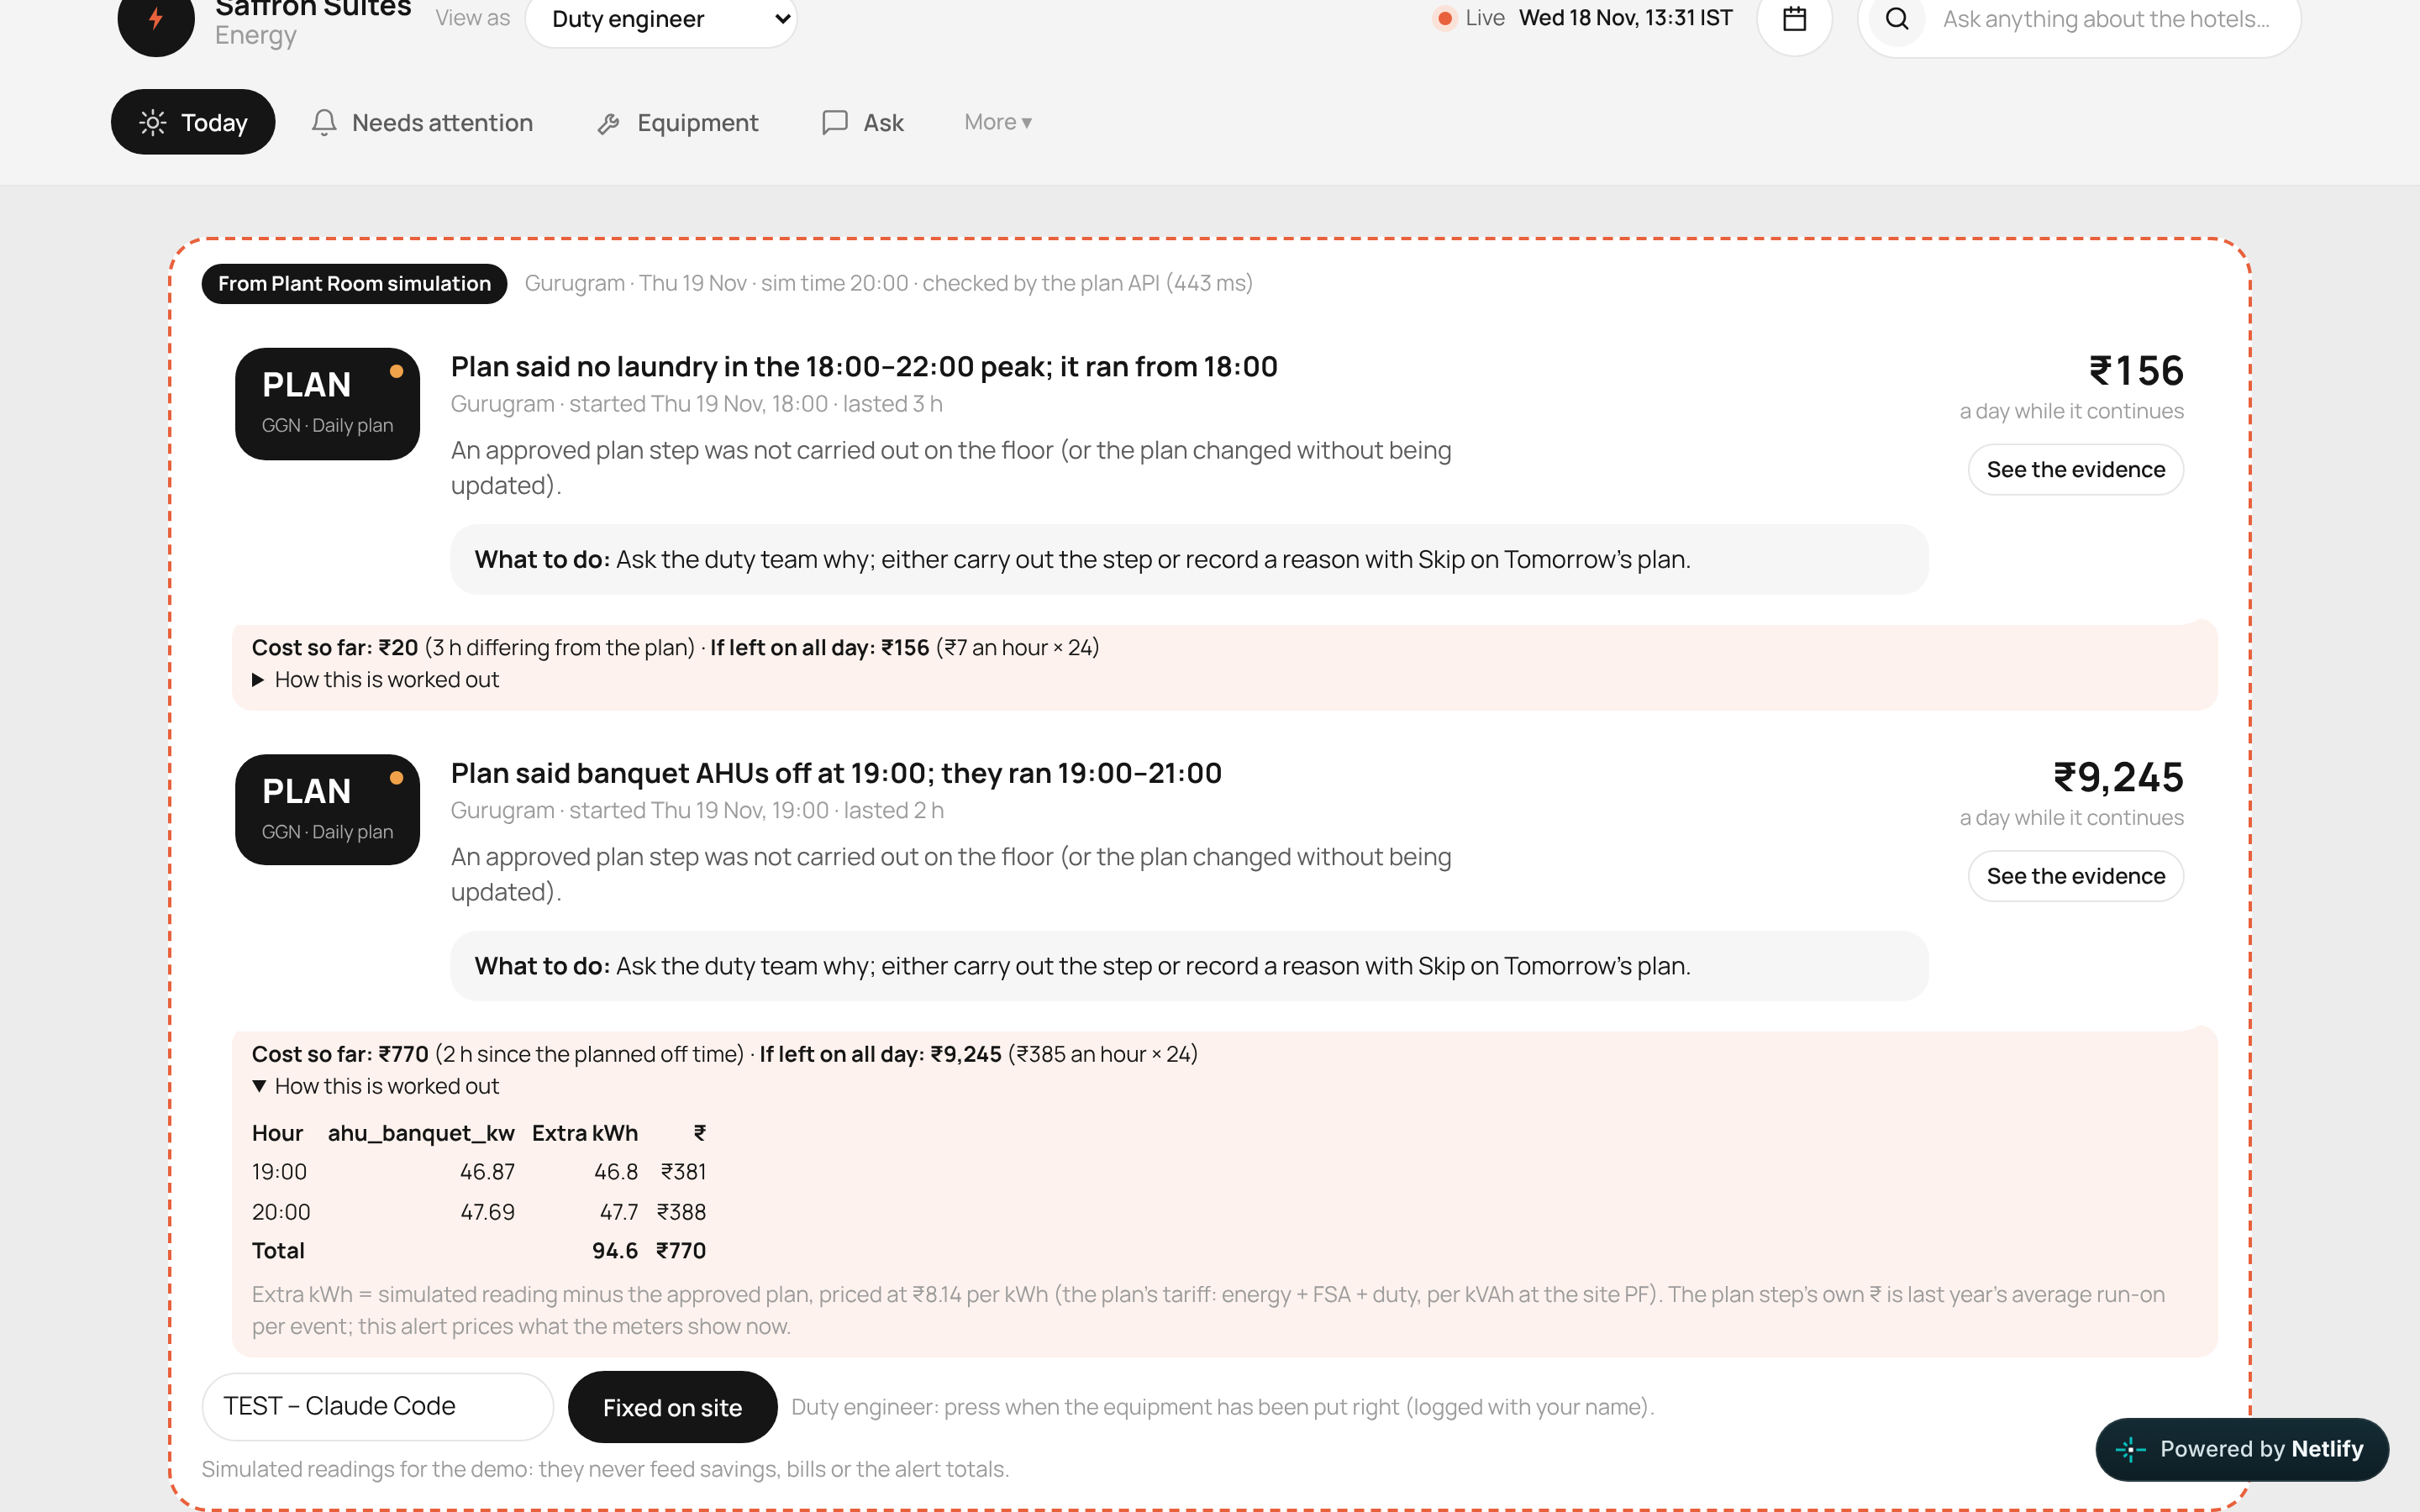 Saffron Suites
Energy
View as
Duty engineer
Live Wed 18 Nov, 13:31 IST
Ask anything about the hotels...
Today
Needs attention
Equipment
Ask
More ▾
From Plant Room simulation
Gurugram · Thu 19 Nov · sim time 20:00 · checked by the plan API (443 ms)
PLAN
GGN · Daily plan
Plan said no laundry in the 18:00–22:00 peak; it ran from 18:00
Gurugram · started Thu 19 Nov, 18:00 · lasted 3 h
An approved plan step was not carried out on the floor (or the plan changed without being
updated).
What to do: Ask the duty team why; either carry out the step or record a reason with Skip on Tomorrow's plan.
₹156
a day while it continues
See the evidence
Cost so far: ₹20 (3 h differing from the plan) · If left on all day: ₹156 (₹7 an hour × 24)
▶ How this is worked out
PLAN
GGN · Daily plan
Plan said banquet AHUs off at 19:00; they ran 19:00–21:00
Gurugram · started Thu 19 Nov, 19:00 · lasted 2 h
An approved plan step was not carried out on the floor (or the plan changed without being
updated).
What to do: Ask the duty team why; either carry out the step or record a reason with Skip on Tomorrow's plan.
₹9,245
a day while it continues
See the evidence
Cost so far: ₹770 (2 h since the planned off time) · If left on all day: ₹9,245 (₹385 an hour × 24)
▼ How this is worked out
Hour ahu_banquet_kw Extra kWh ₹
19:00 46.87 46.8 ₹381
20:00 47.69 47.7 ₹388
Total 94.6 ₹770
Extra kWh = simulated reading minus the approved plan, priced at ₹8.14 per kWh (the plan's tariff: energy + FSA + duty, per kVAh at the site PF). The plan step's own ₹ is last year's average run-on
per event; this alert prices what the meters show now.
TEST – Claude Code
Fixed on site
Duty engineer: press when the equipment has been put right (logged with your name).
Simulated readings for the demo: they never feed savings, bills or the alert totals.
Powered by Netlify